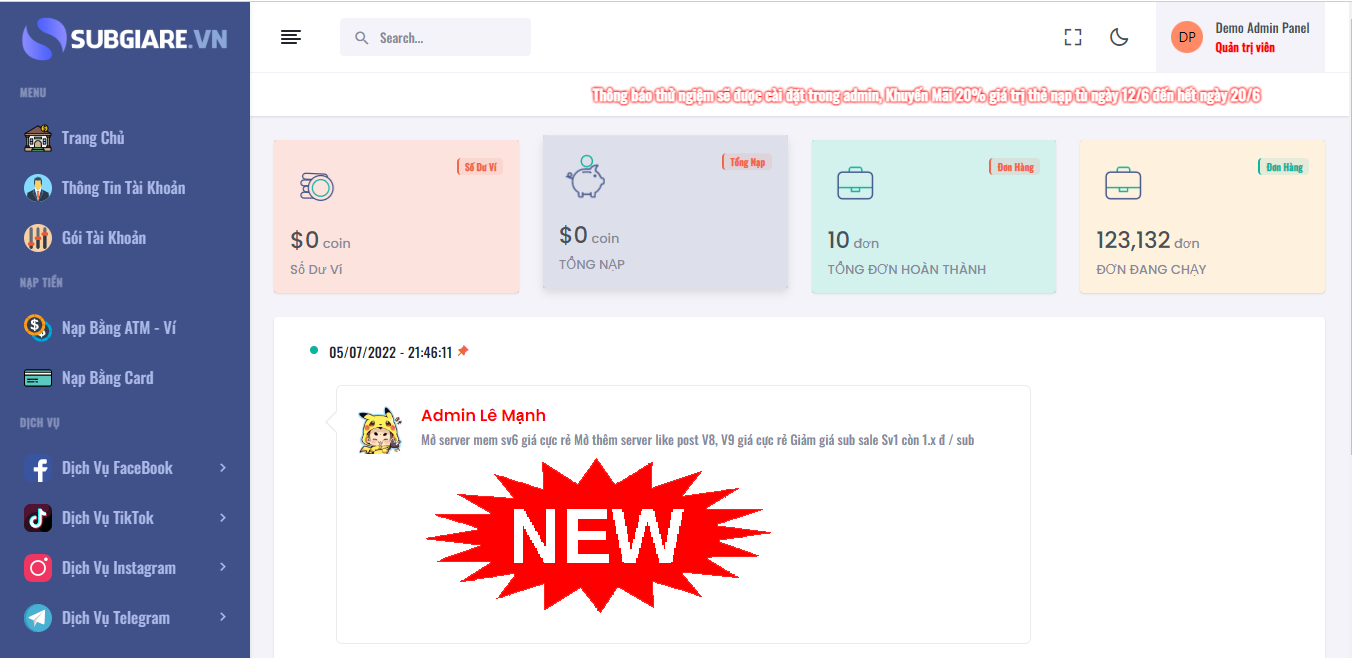 SUBGIARE.VN
Search...
DP
Demo Admin Panel
Quản trị viên
Thông báo thử ngiệm sẽ được cài đặt trong admin, Khuyến Mãi 20% giá trị thẻ nạp từ ngày 12/6 đến hết ngày 20/6
MENU
Trang Chủ
Thông Tin Tài Khoản
Gói Tài Khoản
NẠP TIỀN
Nạp Bằng ATM - Ví
Nạp Bằng Card
DỊCH VỤ
Dịch Vụ FaceBook
Dịch Vụ TikTok
Dịch Vụ Instagram
Dịch Vụ Telegram
Số Dư Ví
$0 coin
Số Dư Ví
Tổng Nạp
$0 coin
TỔNG NẠP
Đơn Hàng
10 đơn
TỔNG ĐƠN HOÀN THÀNH
Đơn Hàng
123,132 đơn
ĐƠN ĐANG CHẠY
05/07/2022 - 21:46:11
Admin Lê Mạnh
Mở server mem sv6 giá cực rẻ Mở thêm server like post V8, V9 giá cực rẻ Giảm giá sub sale Sv1 còn 1.x đ / sub
NEW